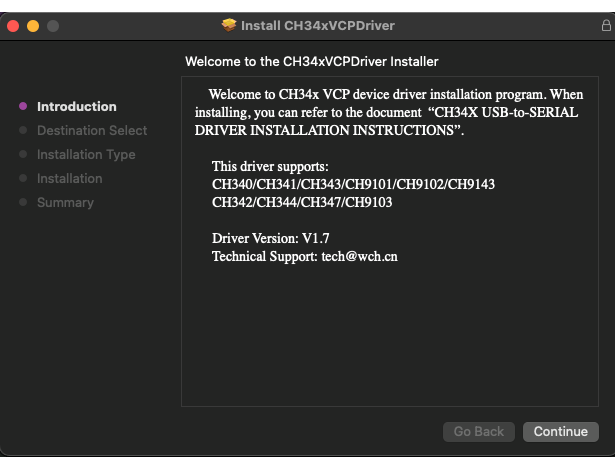 Install CH34xVCPDriver
Welcome to the CH34xVCPDriver Installer
Introduction
Destination Select
Installation Type
Installation
Summary
Welcome to CH34x VCP device driver installation program. When
installing, you can refer to the document “CH34X USB-to-SERIAL
DRIVER INSTALLATION INSTRUCTIONS”.
This driver supports:
CH340/CH341/CH343/CH9101/CH9102/CH9143
CH342/CH344/CH347/CH9103
Driver Version: V1.7
Technical Support: tech@wch.cn
Go Back
Continue